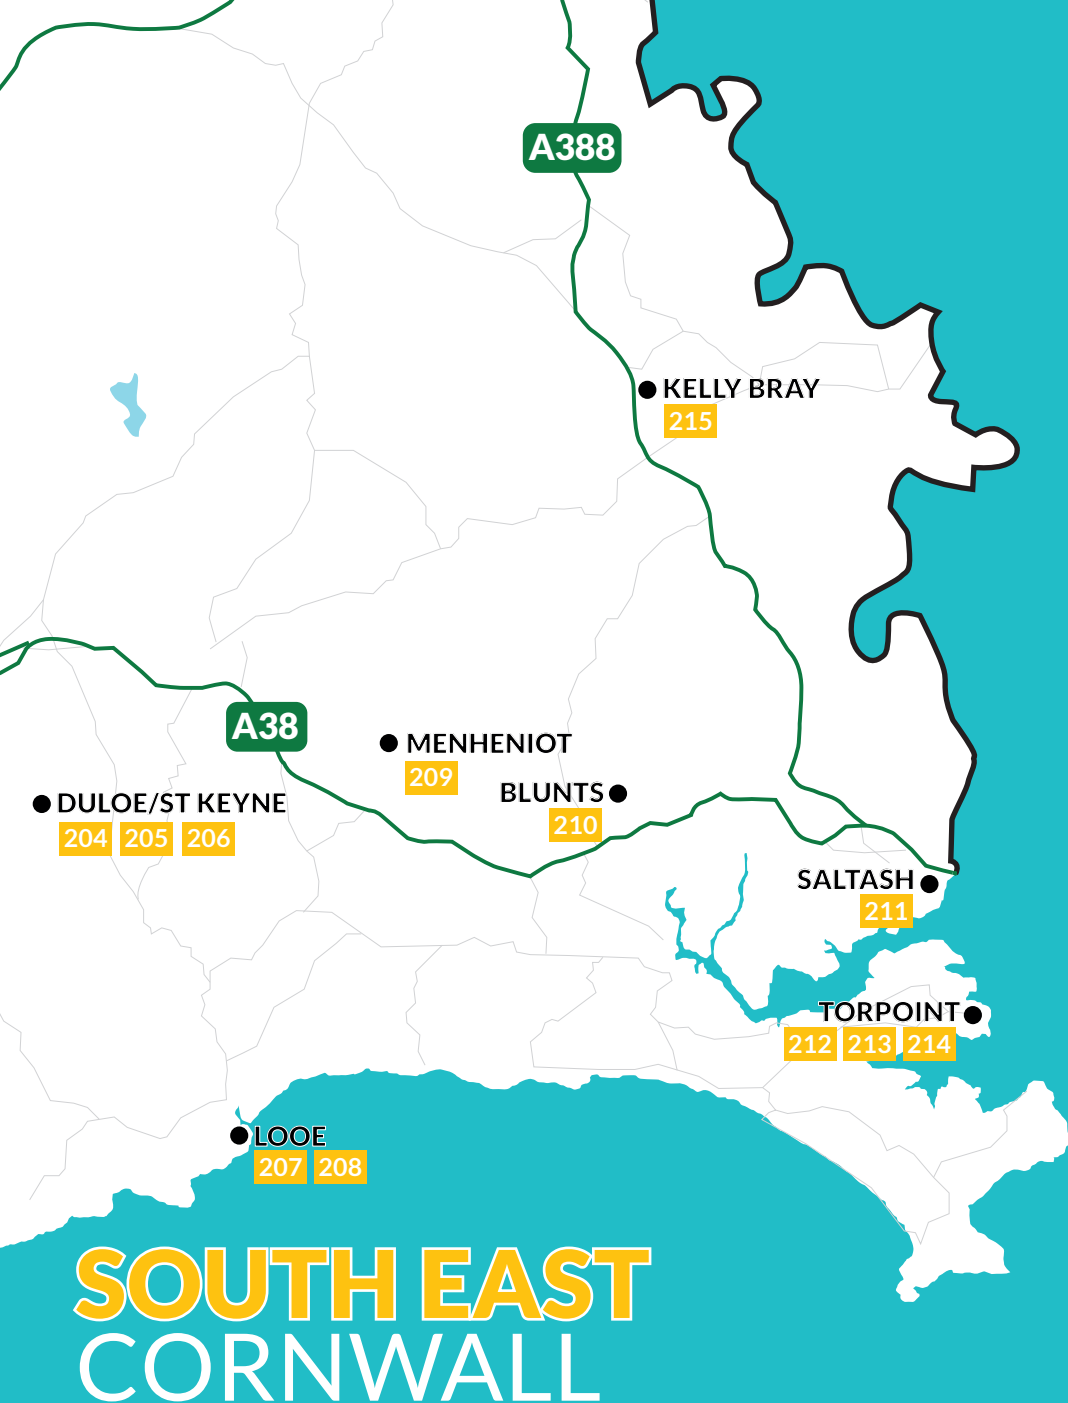 A388
KELLY BRAY
215
A38
MENHENIOT
209
BLUNTS
210
DULOE/ST KEYNE
204 205 206
SALTASH
211
TORPOINT
212 213 214
LOOE
207 208
SOUTH EAST
CORNWALL